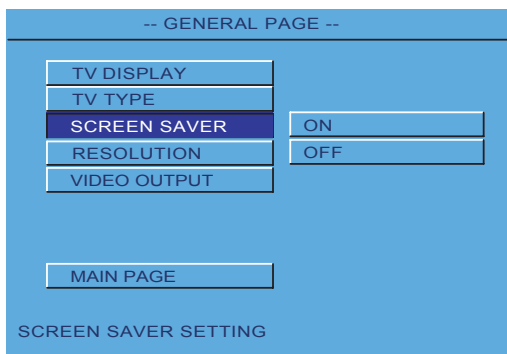 -- GENERAL PAGE --
TV DISPLAY
TV TYPE
SCREEN SAVER
ON
RESOLUTION
OFF
VIDEO OUTPUT
MAIN PAGE
SCREEN SAVER SETTING